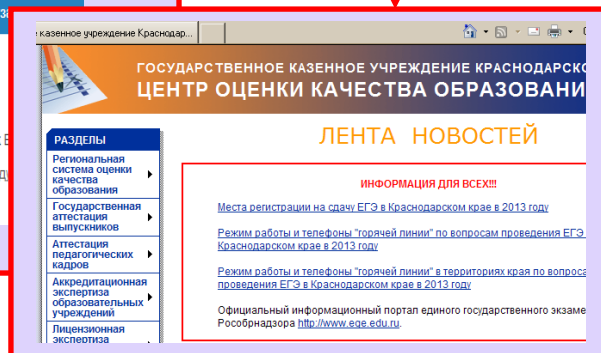 за
казенное учреждение Краснодар...
ГОСУДАРСТВЕННОЕ КАЗЕННОЕ УЧРЕЖДЕНИЕ КРАСНОДАРСКО
ЦЕНТР ОЦЕНКИ КАЧЕСТВА ОБРАЗОВАНИ
РАЗДЕЛЫ
Региональная
система оценки
качества
образования
Государственная
аттестация
выпускников
Аттестация
педагогических
кадров
Аккредитационная
экспертиза
образовательных
учреждений
Лицензионная
экспертиза
ЛЕНТА НОВОСТЕЙ
ИНФОРМАЦИЯ ДЛЯ ВСЕХ!!!
Места регистрации на сдачу ЕГЭ в Краснодарском крае в 2013 году
Режим работы и телефоны "горячей линии" по вопросам проведения ЕГЭ
Краснодарском крае в 2013 году
Режим работы и телефоны "горячей линии" в территориях края по вопроса
проведения ЕГЭ в Краснодарском крае в 2013 году
Официальный информационный портал единого государственного экзаме
Рособрнадзора http://www.ege.edu.ru.